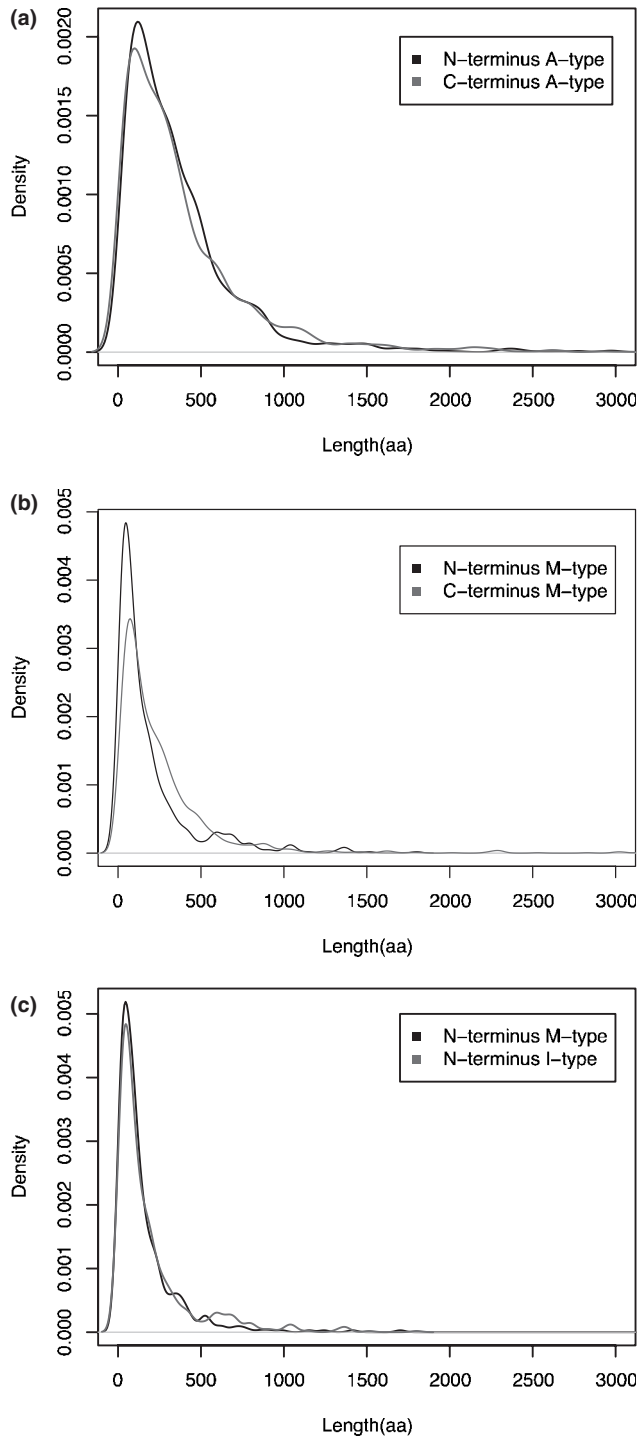 (a)
0.0020
0.0015
0.0010
0.0005
0.0000
Density
N−terminus A−type
C−terminus A−type
0 500 1000 1500 2000 2500 3000
Length(aa)
(b)
0.005
0.004
0.003
0.002
0.001
0.000
Density
N−terminus M−type
C−terminus M−type
0 500 1000 1500 2000 2500 3000
Length(aa)
(c)
0.005
0.004
0.003
0.002
0.001
0.000
Density
N−terminus M−type
N−terminus I−type
0 500 1000 1500 2000 2500 3000
Length(aa)